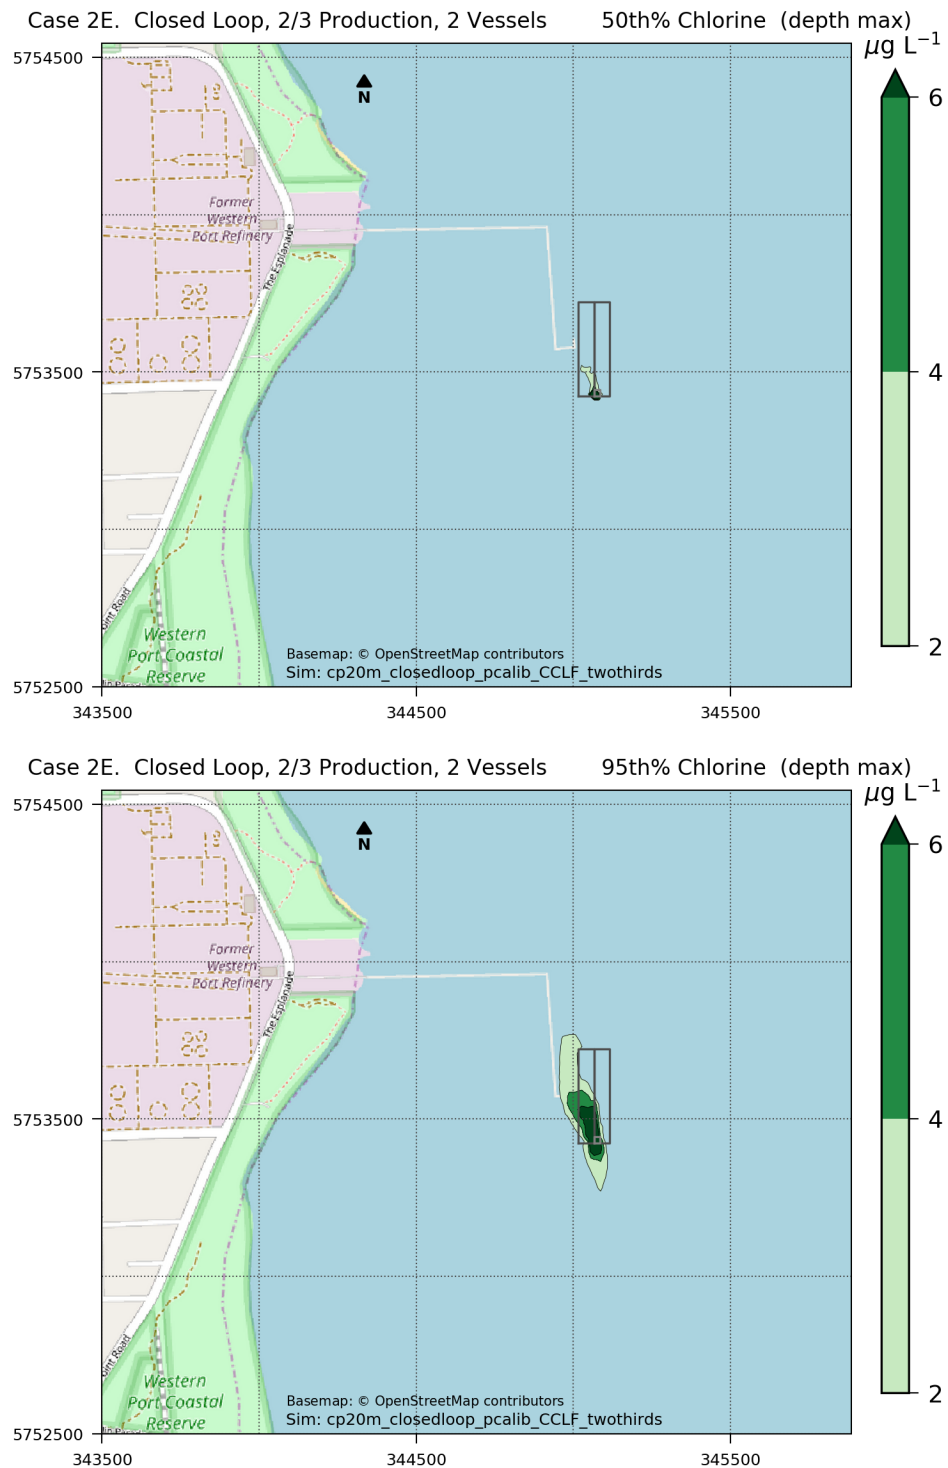 Case 2E.  Closed Loop, 2/3 Production, 2 Vessels 50th% Chlorine  (depth max)
µg L⁻¹
5754500
N
6
Former
Western
Port Refinery
The Esplanade
5753500
4
Western
Port Coastal
Reserve
Basemap: © OpenStreetMap contributors
Sim: cp20m_closedloop_pcalib_CCLF_twothirds
2
5752500
343500 344500 345500
Case 2E.  Closed Loop, 2/3 Production, 2 Vessels 95th% Chlorine  (depth max)
µg L⁻¹
5754500
N
6
Former
Western
Port Refinery
The Esplanade
5753500
4
Western
Port Coastal
Reserve
Basemap: © OpenStreetMap contributors
Sim: cp20m_closedloop_pcalib_CCLF_twothirds
2
5752500
343500 344500 345500